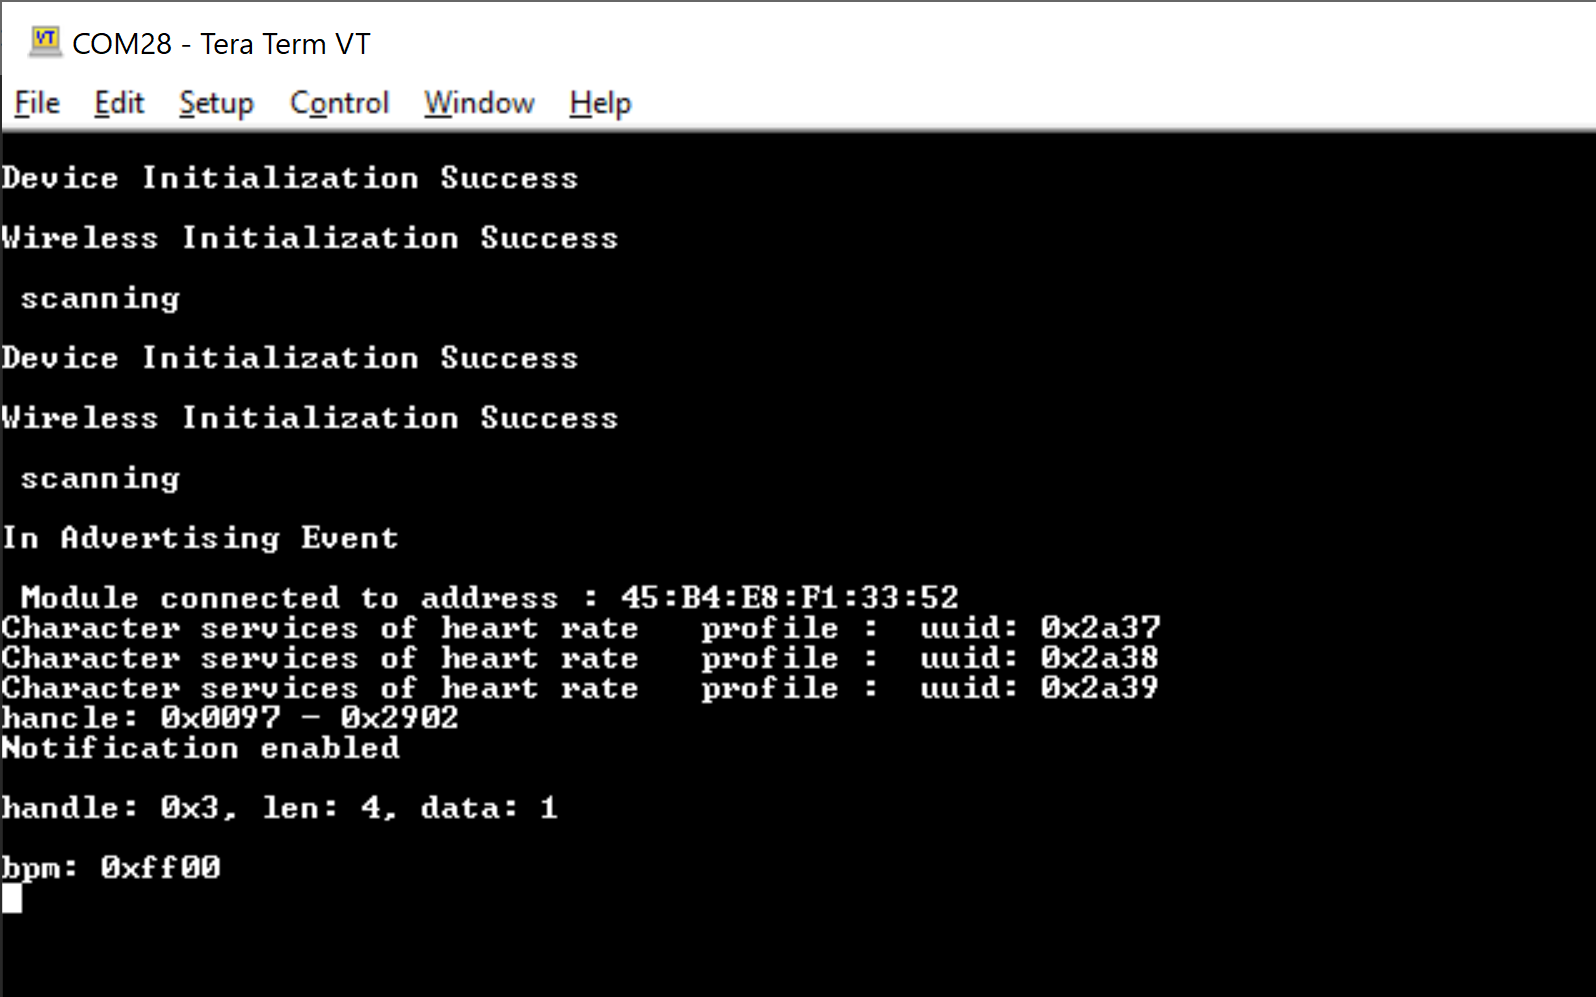 VT COM28 - Tera Term VT
File Edit Setup Control Window Help
Device Initialization Success
Wireless Initialization Success
scanning
Device Initialization Success
Wireless Initialization Success
scanning
In Advertising Event
Module connected to address : 45:B4:E8:F1:33:52
Character services of heart rate profile : uuid: 0x2a37
Character services of heart rate profile : uuid: 0x2a38
Character services of heart rate profile : uuid: 0x2a39
hancle: 0x0097 - 0x2902
Notification enabled
handle: 0x3, len: 4, data: 1
bpm: 0xff00